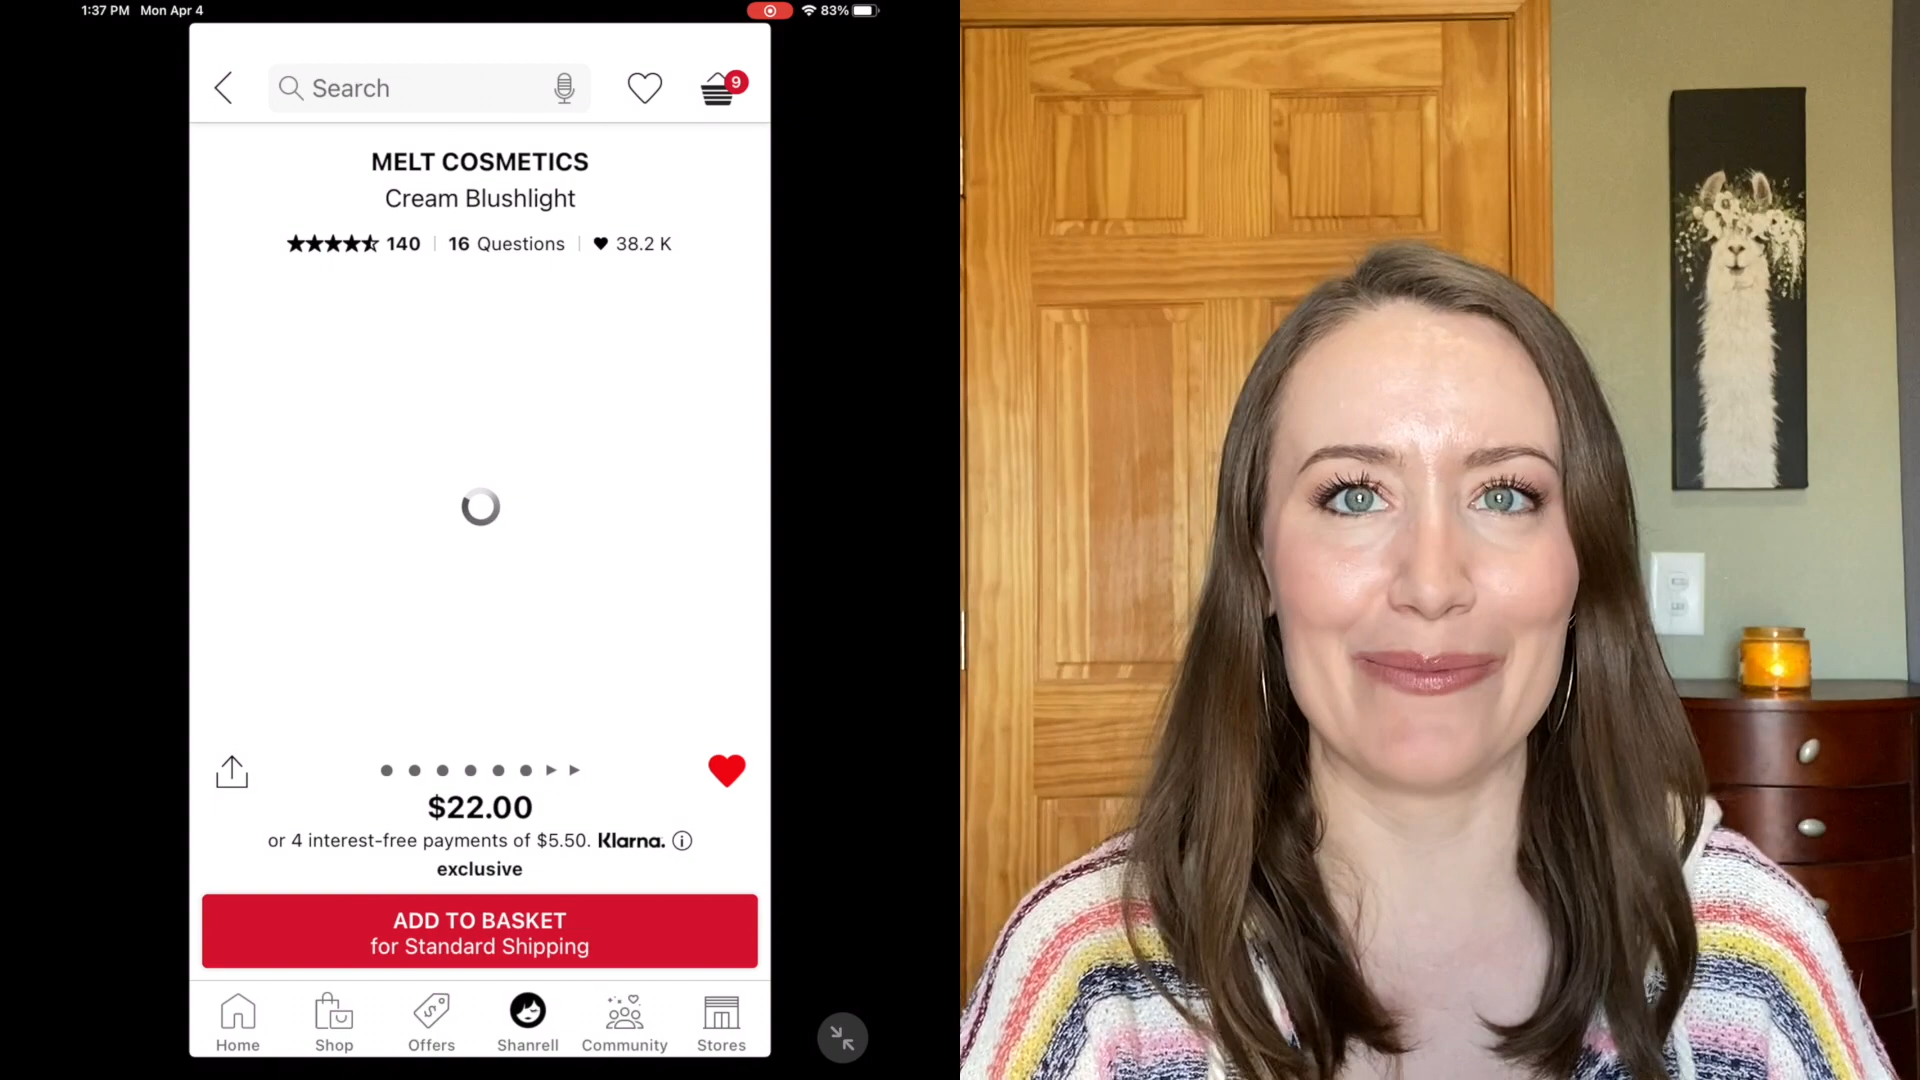 1:37 PM Mon Apr 4
83%
Search
9
MELT COSMETICS
Cream Blushlight
140 | 16 Questions | 38.2 K
$22.00
or 4 interest-free payments of $5.50. Klarna.
exclusive
ADD TO BASKET
for Standard Shipping
Home Shop Offers Shanrell Community Stores